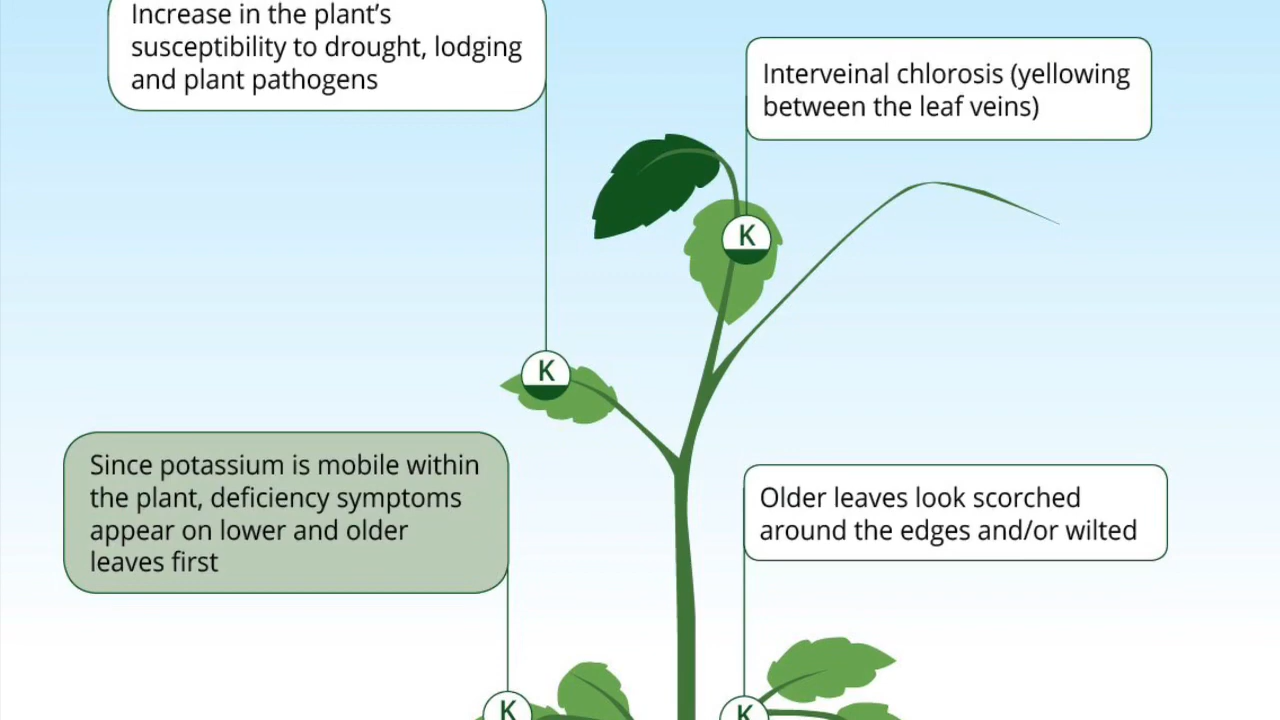 Increase in the plant's
susceptibility to drought, lodging
and plant pathogens
Interveinal chlorosis (yellowing
between the leaf veins)
K
K
Since potassium is mobile within
the plant, deficiency symptoms
appear on lower and older
leaves first
Older leaves look scorched
around the edges and/or wilted
K
K